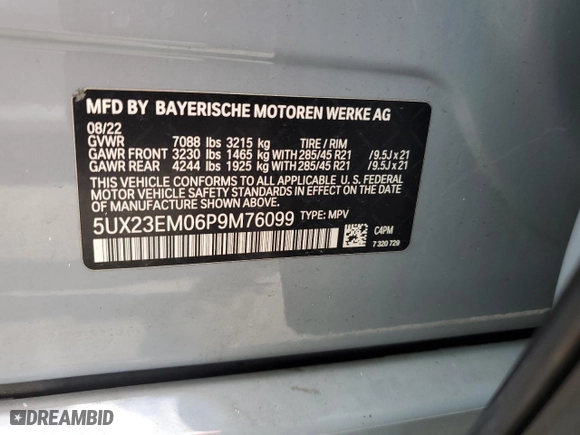 MFD BY BAYERISCHE MOTOREN WERKE AG
08/22
GVWR 7088 lbs 3215 kg TIRE / RIM
GAWR FRONT 3230 lbs 1465 kg WITH 285/45 R21 / 9.5J x 21
GAWR REAR 4244 lbs 1925 kg WITH 285/45 R21 / 9.5J x 21
THIS VEHICLE CONFORMS TO ALL APPLICABLE U.S. FEDERAL
MOTOR VEHICLE SAFETY STANDARDS IN EFFECT ON THE DATE
OF MANUFACTURE SHOWN ABOVE.
5UX23EM06P9M76099 TYPE: MPV
C4PM
7 320 729
DREAMBID